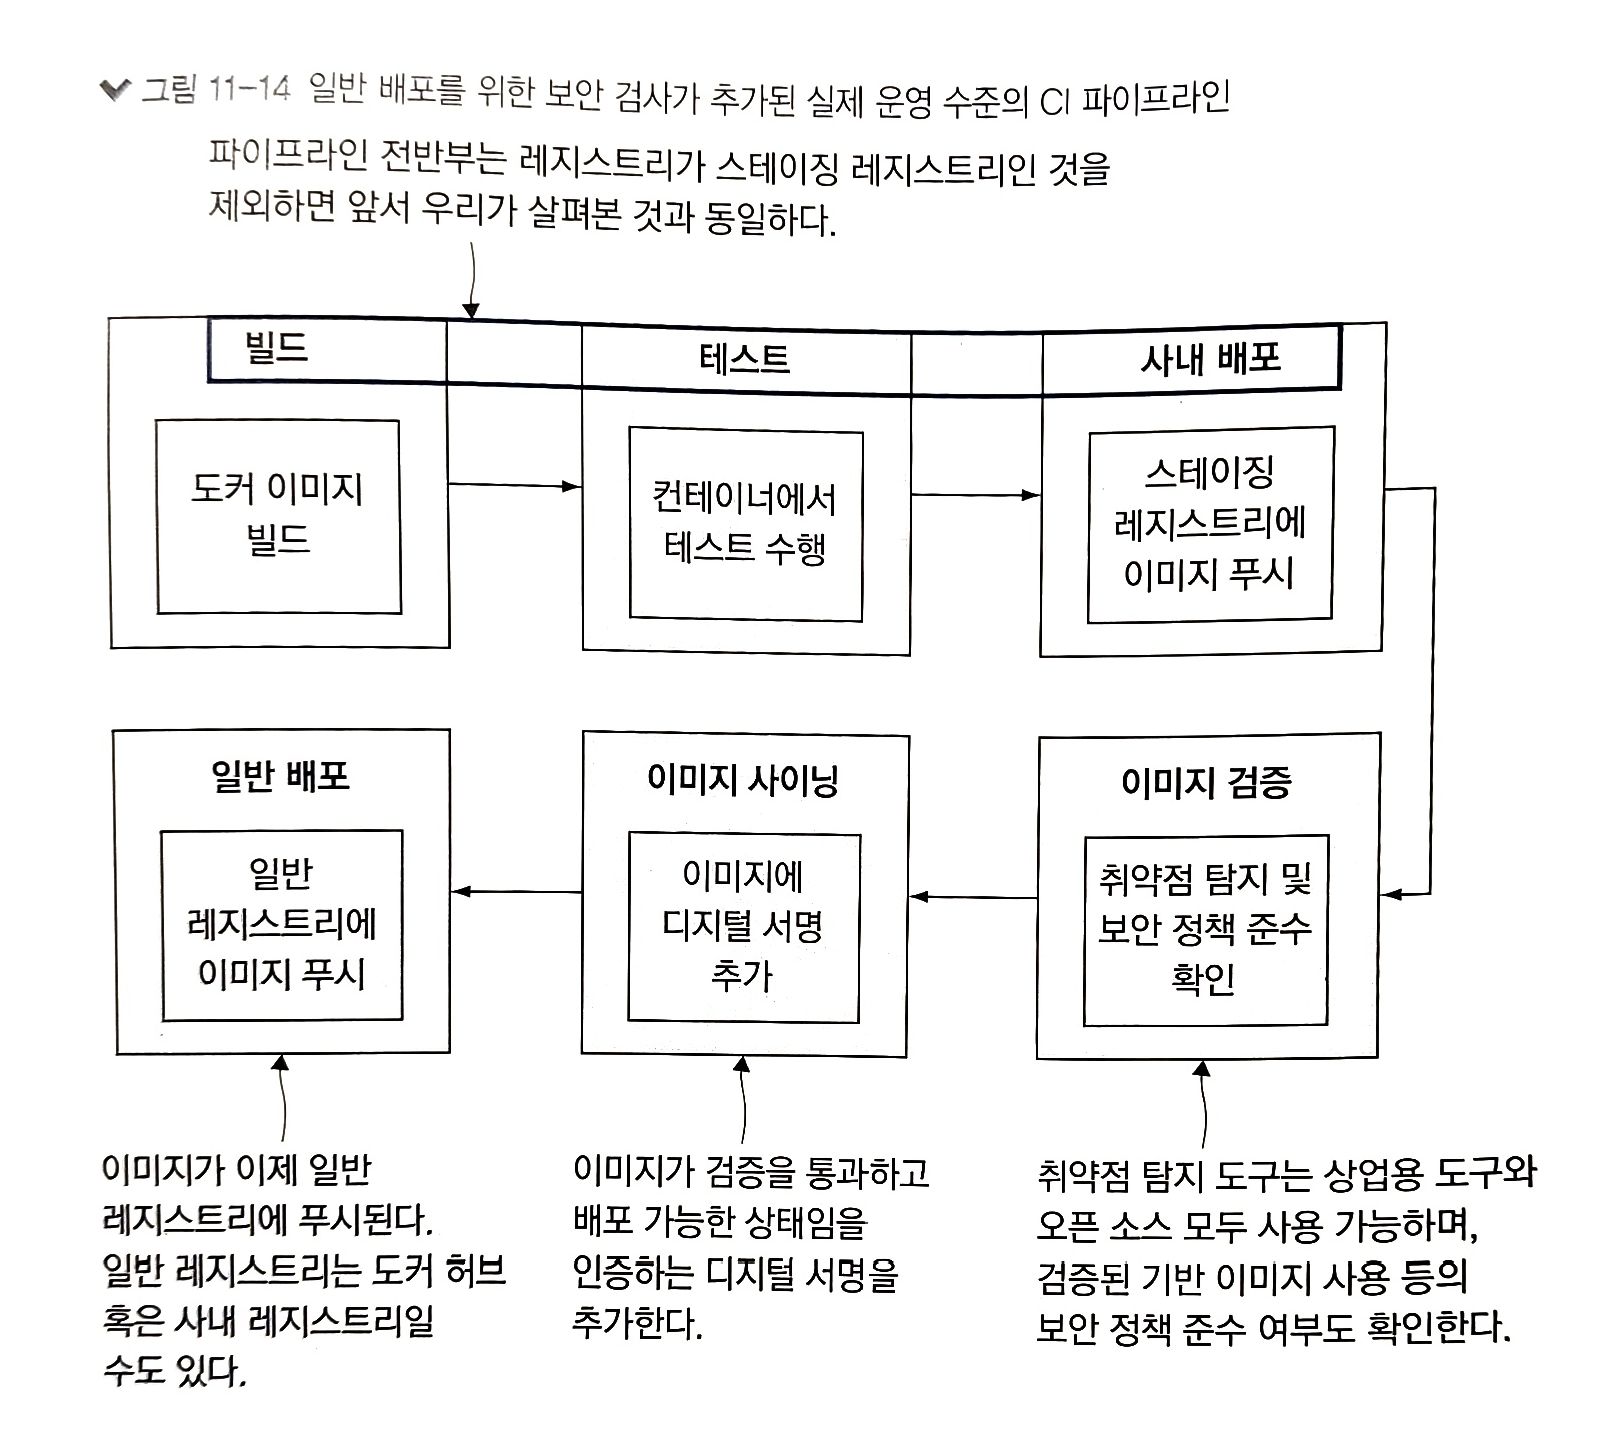 그림 11-14 일반 배포를 위한 보안 검사가 추가된 실제 운영 수준의 CI 파이프라인
파이프라인 전반부는 레지스트리가 스테이징 레지스트리인 것을
제외하면 앞서 우리가 살펴본 것과 동일하다.
빌드
도커 이미지
빌드
테스트
컨테이너에서
테스트 수행
사내 배포
스테이징
레지스트리에
이미지 푸시
이미지 검증
취약점 탐지 및
보안 정책 준수
확인
이미지 사이닝
이미지에
디지털 서명
추가
일반 배포
일반
레지스트리에
이미지 푸시
이미지가 이제 일반
레지스트리에 푸시된다.
일반 레지스트리는 도커 허브
혹은 사내 레지스트리일
수도 있다.
이미지가 검증을 통과하고
배포 가능한 상태임을
인증하는 디지털 서명을
추가한다.
취약점 탐지 도구는 상업용 도구와
오픈 소스 모두 사용 가능하며,
검증된 기반 이미지 사용 등의
보안 정책 준수 여부도 확인한다.